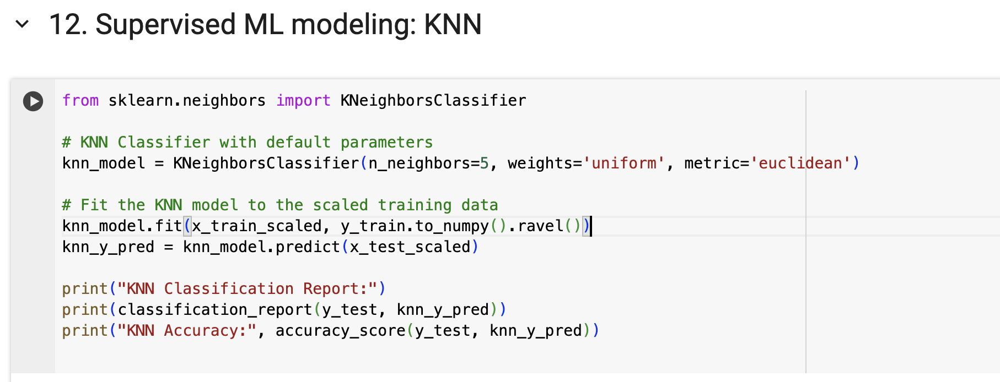 12. Supervised ML modeling: KNN
from sklearn.neighbors import KNeighborsClassifier
# KNN Classifier with default parameters
knn_model = KNeighborsClassifier(n_neighbors=5, weights='uniform', metric='euclidean')
# Fit the KNN model to the scaled training data
knn_model.fit(x_train_scaled, y_train.to_numpy().ravel())
knn_y_pred = knn_model.predict(x_test_scaled)
print("KNN Classification Report:")
print(classification_report(y_test, knn_y_pred))
print("KNN Accuracy:", accuracy_score(y_test, knn_y_pred))